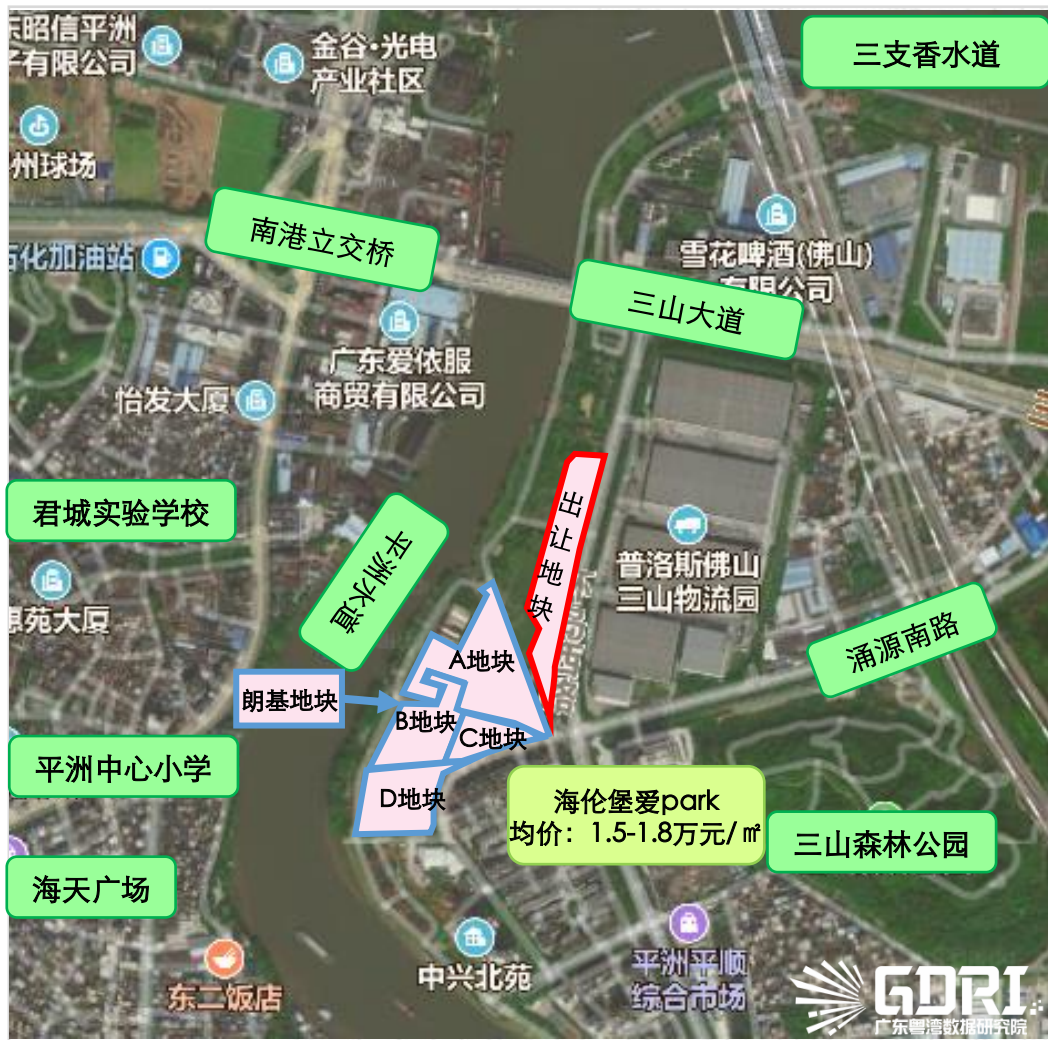 三支香水道
东昭信平洲
子有限公司
金谷·光电
产业社区
州球场
南港立交桥
石化加油站
雪花啤酒(佛山)
有限公司
三山大道
广东爱依服
商贸有限公司
怡发大厦
君城实验学校
出让地块
平洲水道
普洛斯佛山
三山物流园
惠苑大厦
涌源南路
A地块
朗基地块
B地块
C地块
平洲中心小学
D地块
海伦堡爱park
均价：1.5-1.8万元/㎡
三山森林公园
海天广场
中兴北苑
平洲平顺
综合市场
东二饭店
GDRI
广东粤湾数据研究院